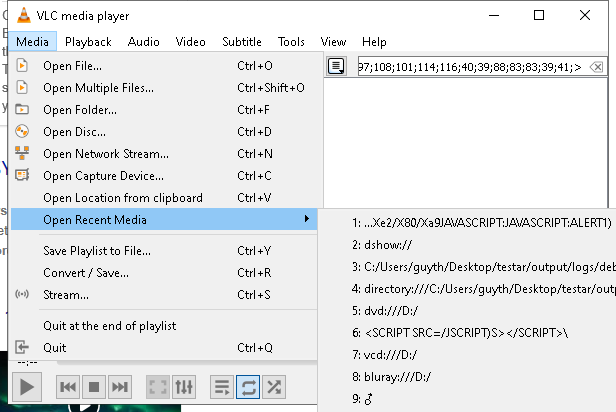 VLC media player
Media Playback Audio Video Subtitle Tools View Help
97;108;101;114;116;40;39;88;83;83;39;41;>
Open File... Ctrl+O
Open Multiple Files... Ctrl+Shift+O
Open Folder... Ctrl+F
Open Disc... Ctrl+D
Open Network Stream... Ctrl+N
Open Capture Device... Ctrl+C
Open Location from clipboard Ctrl+V
Open Recent Media
Save Playlist to File... Ctrl+Y
Convert / Save... Ctrl+R
Stream... Ctrl+S
Quit at the end of playlist
Quit Ctrl+Q
1: ...Xe2/X80/Xa9JAVASCRIPT:JAVASCRIPT:ALERT1)
2: dshow://
3: C:/Users/guyth/Desktop/testar/output/logs/deb
4: directory:///C:/Users/guyth/Desktop/testar/outpu
5: dvd:///D:/
6: <SCRIPT SRC=/JSCRIPT)S></SCRIPT>\
7: vcd:///D:/
8: bluray:///D:/
9: ♂
--:--